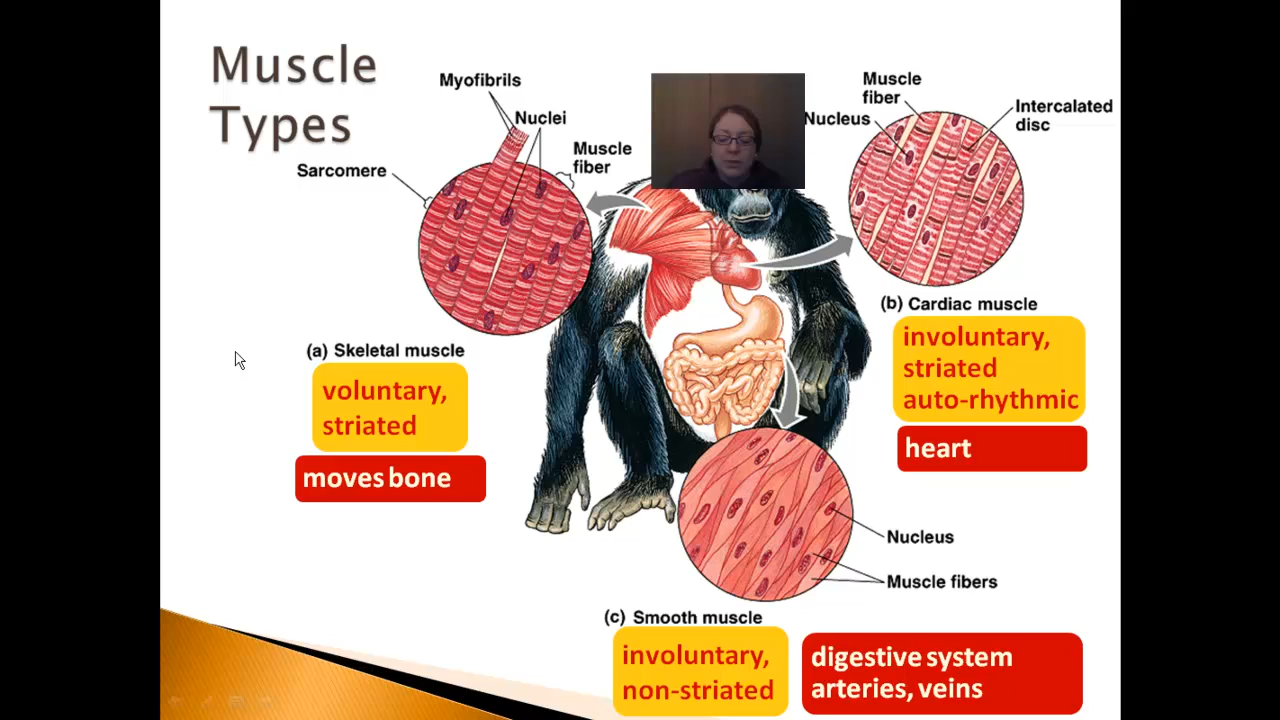 Muscle
Types
Myofibrils
Nuclei
Muscle
fiber
Sarcomere
(a) Skeletal muscle
voluntary,
striated
moves bone
Muscle
fiber
Nucleus
Intercalated
disc
(b) Cardiac muscle
involuntary,
striated
auto-rhythmic
heart
Nucleus
Muscle fibers
(c) Smooth muscle
involuntary,
non-striated
digestive system
arteries, veins